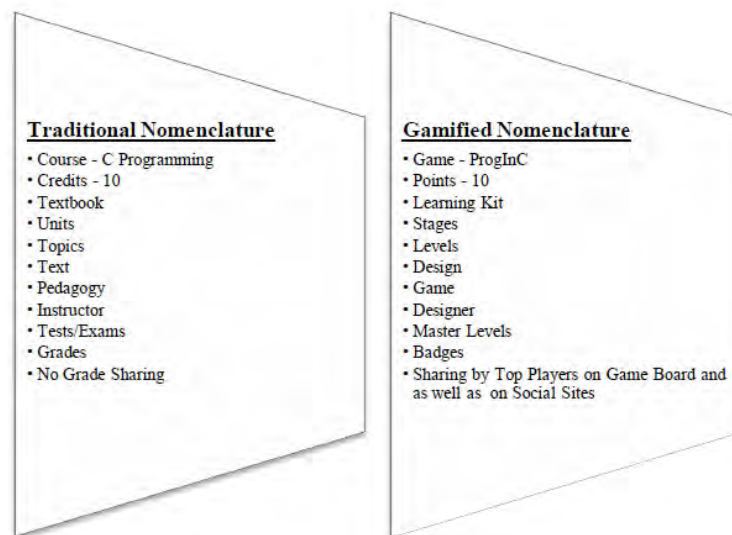 Traditional Nomenclature
• Course - C Programming
• Credits - 10
• Textbook
• Units
• Topics
• Text
• Pedagogy
• Instructor
• Tests/Exams
• Grades
• No Grade Sharing
Gamified Nomenclature
• Game - ProgInC
• Points - 10
• Learning Kit
• Stages
• Levels
• Design
• Game
• Designer
• Master Levels
• Badges
• Sharing by Top Players on Game Board and
as well as on Social Sites